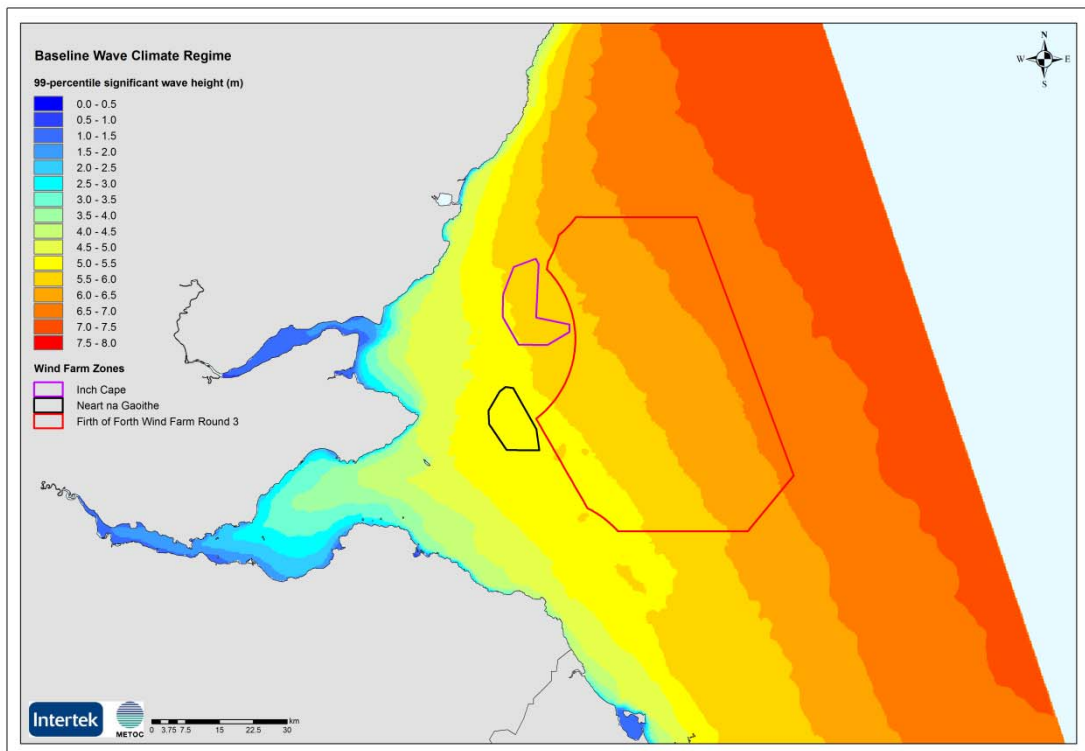 Baseline Wave Climate Regime
99-percentile significant wave height (m)
0.0 - 0.5
0.5 - 1.0
1.0 - 1.5
1.5 - 2.0
2.0 - 2.5
2.5 - 3.0
3.0 - 3.5
3.5 - 4.0
4.0 - 4.5
4.5 - 5.0
5.0 - 5.5
5.5 - 6.0
6.0 - 6.5
6.5 - 7.0
7.0 - 7.5
7.5 - 8.0
Wind Farm Zones
Inch Cape
Neart na Gaoithe
Firth of Forth Wind Farm Round 3
N
W E
S
Intertek
METOC
km
0 3.75 7.5 15 22.5 30